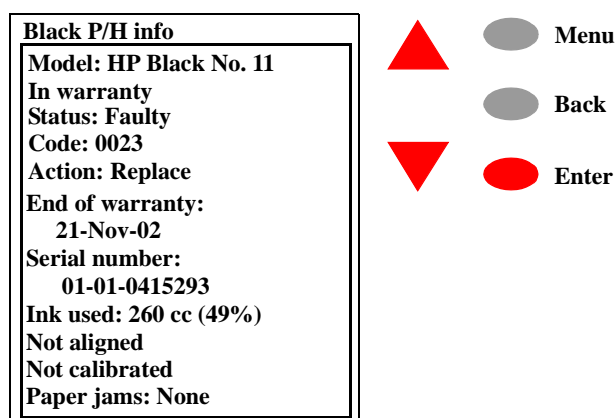 Black P/H info
Model: HP Black No. 11
In warranty
Status: Faulty
Code: 0023
Action: Replace
End of warranty:
21-Nov-02
Serial number:
01-01-0415293
Ink used: 260 cc (49%)
Not aligned
Not calibrated
Paper jams: None
Menu
Back
Enter